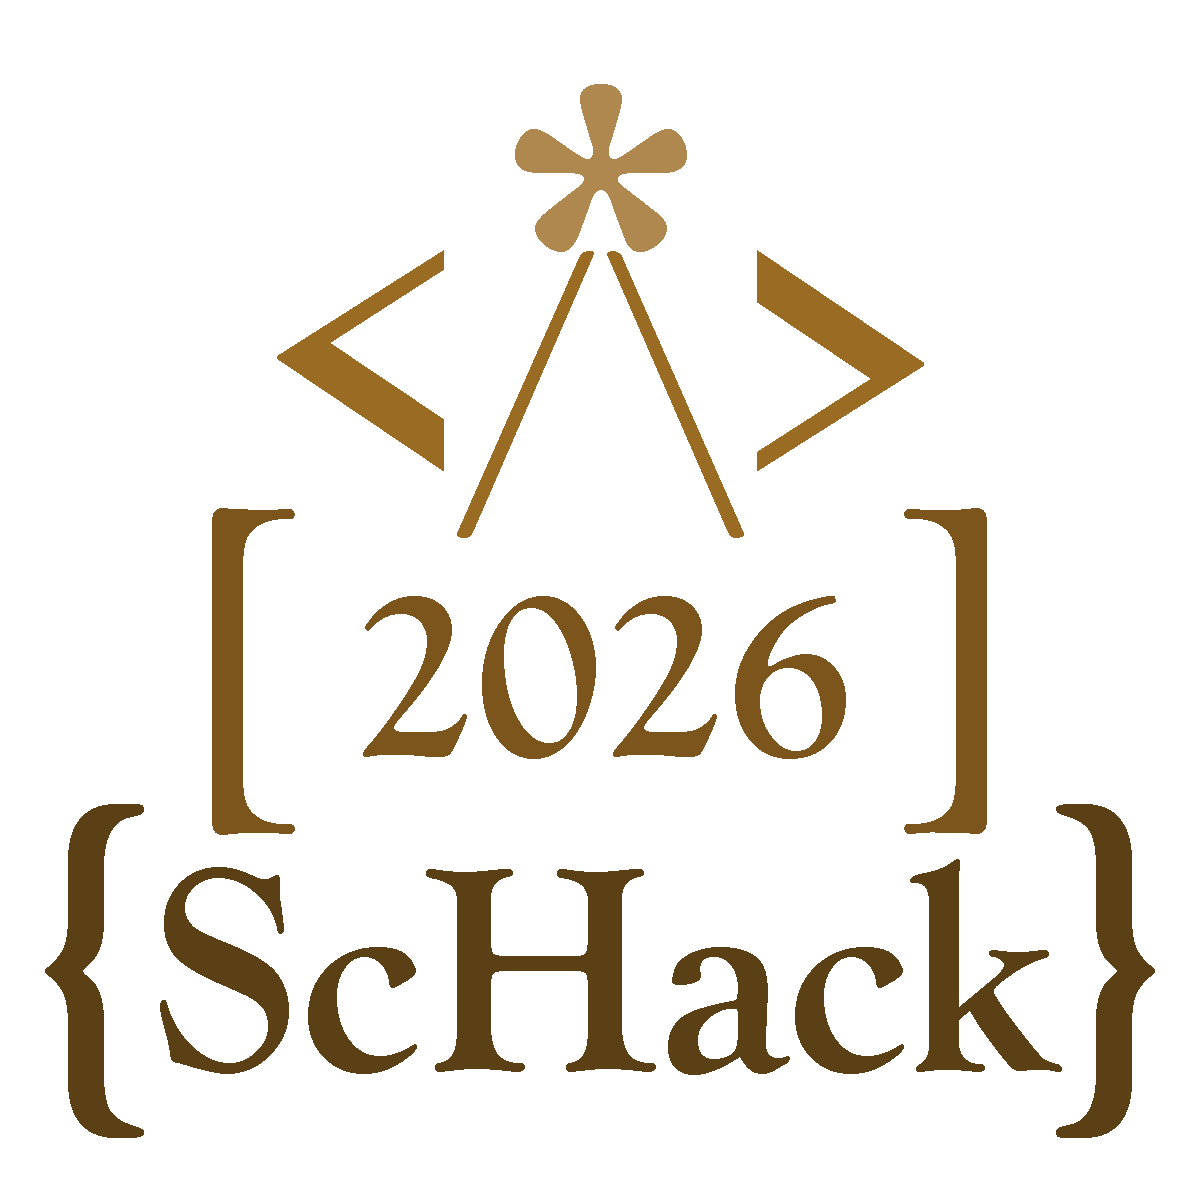 *
< / \ >
[ 2026 ]
{ScHack}